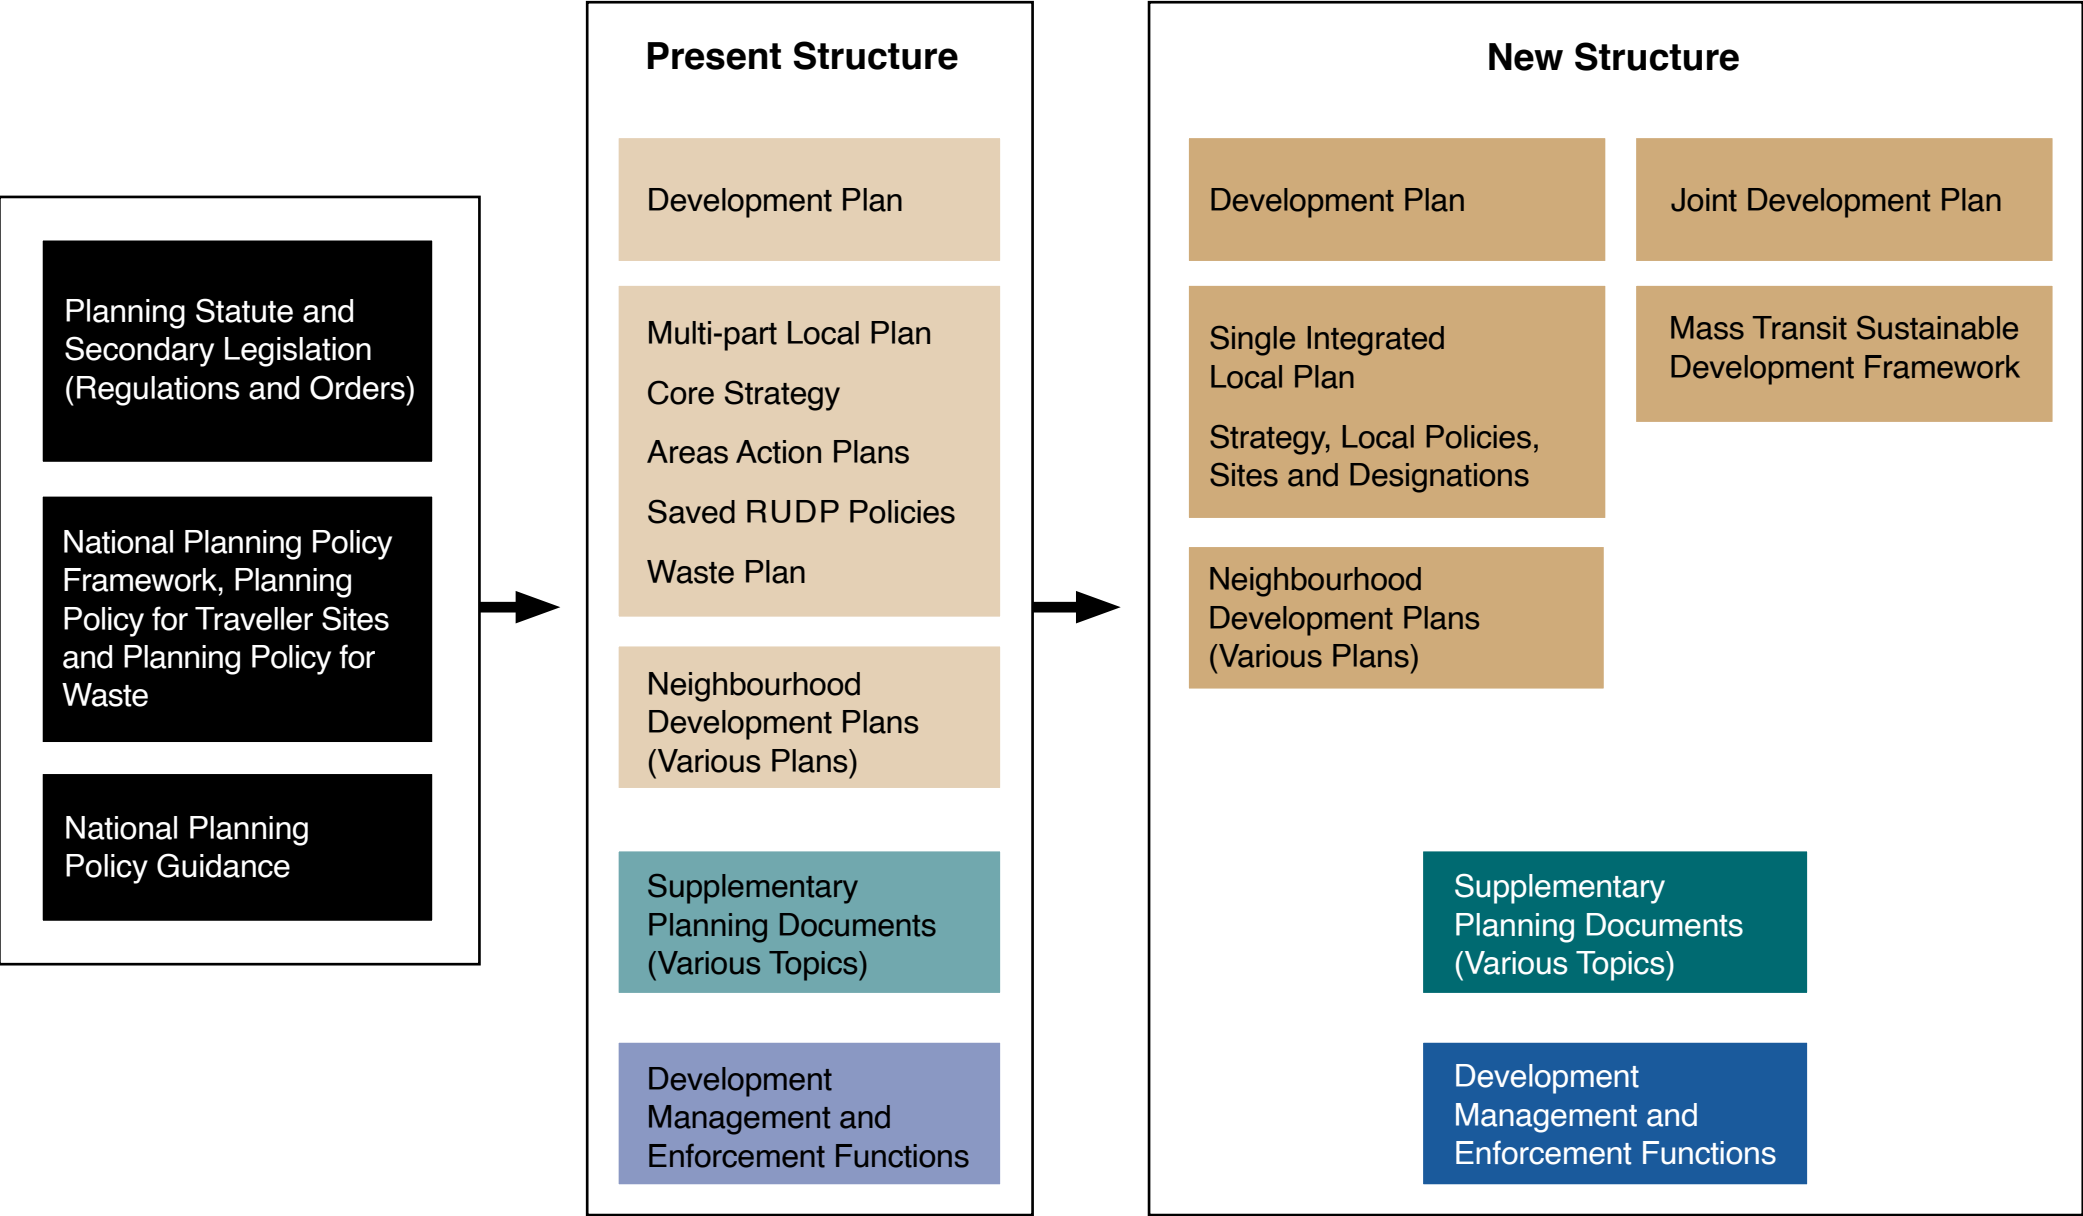 Planning Statute and
Secondary Legislation
(Regulations and Orders)
National Planning Policy
Framework, Planning
Policy for Traveller Sites
and Planning Policy for
Waste
National Planning
Policy Guidance
Present Structure
Development Plan
Multi-part Local Plan
Core Strategy
Areas Action Plans
Saved RUDP Policies
Waste Plan
Neighbourhood
Development Plans
(Various Plans)
Supplementary
Planning Documents
(Various Topics)
Development
Management and
Enforcement Functions
New Structure
Development Plan
Single Integrated
Local Plan
Strategy, Local Policies,
Sites and Designations
Neighbourhood
Development Plans
(Various Plans)
Joint Development Plan
Mass Transit Sustainable
Development Framework
Supplementary
Planning Documents
(Various Topics)
Development
Management and
Enforcement Functions